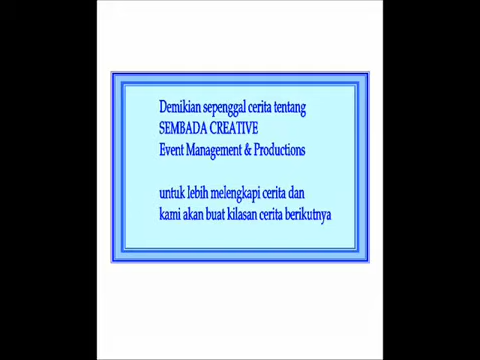 Demikian sepenggal cerita tentang
SEMBADA CREATIVE
Event Management & Productions
untuk lebih melengkapi cerita dan
kami akan buat kilasan cerita berikutnya